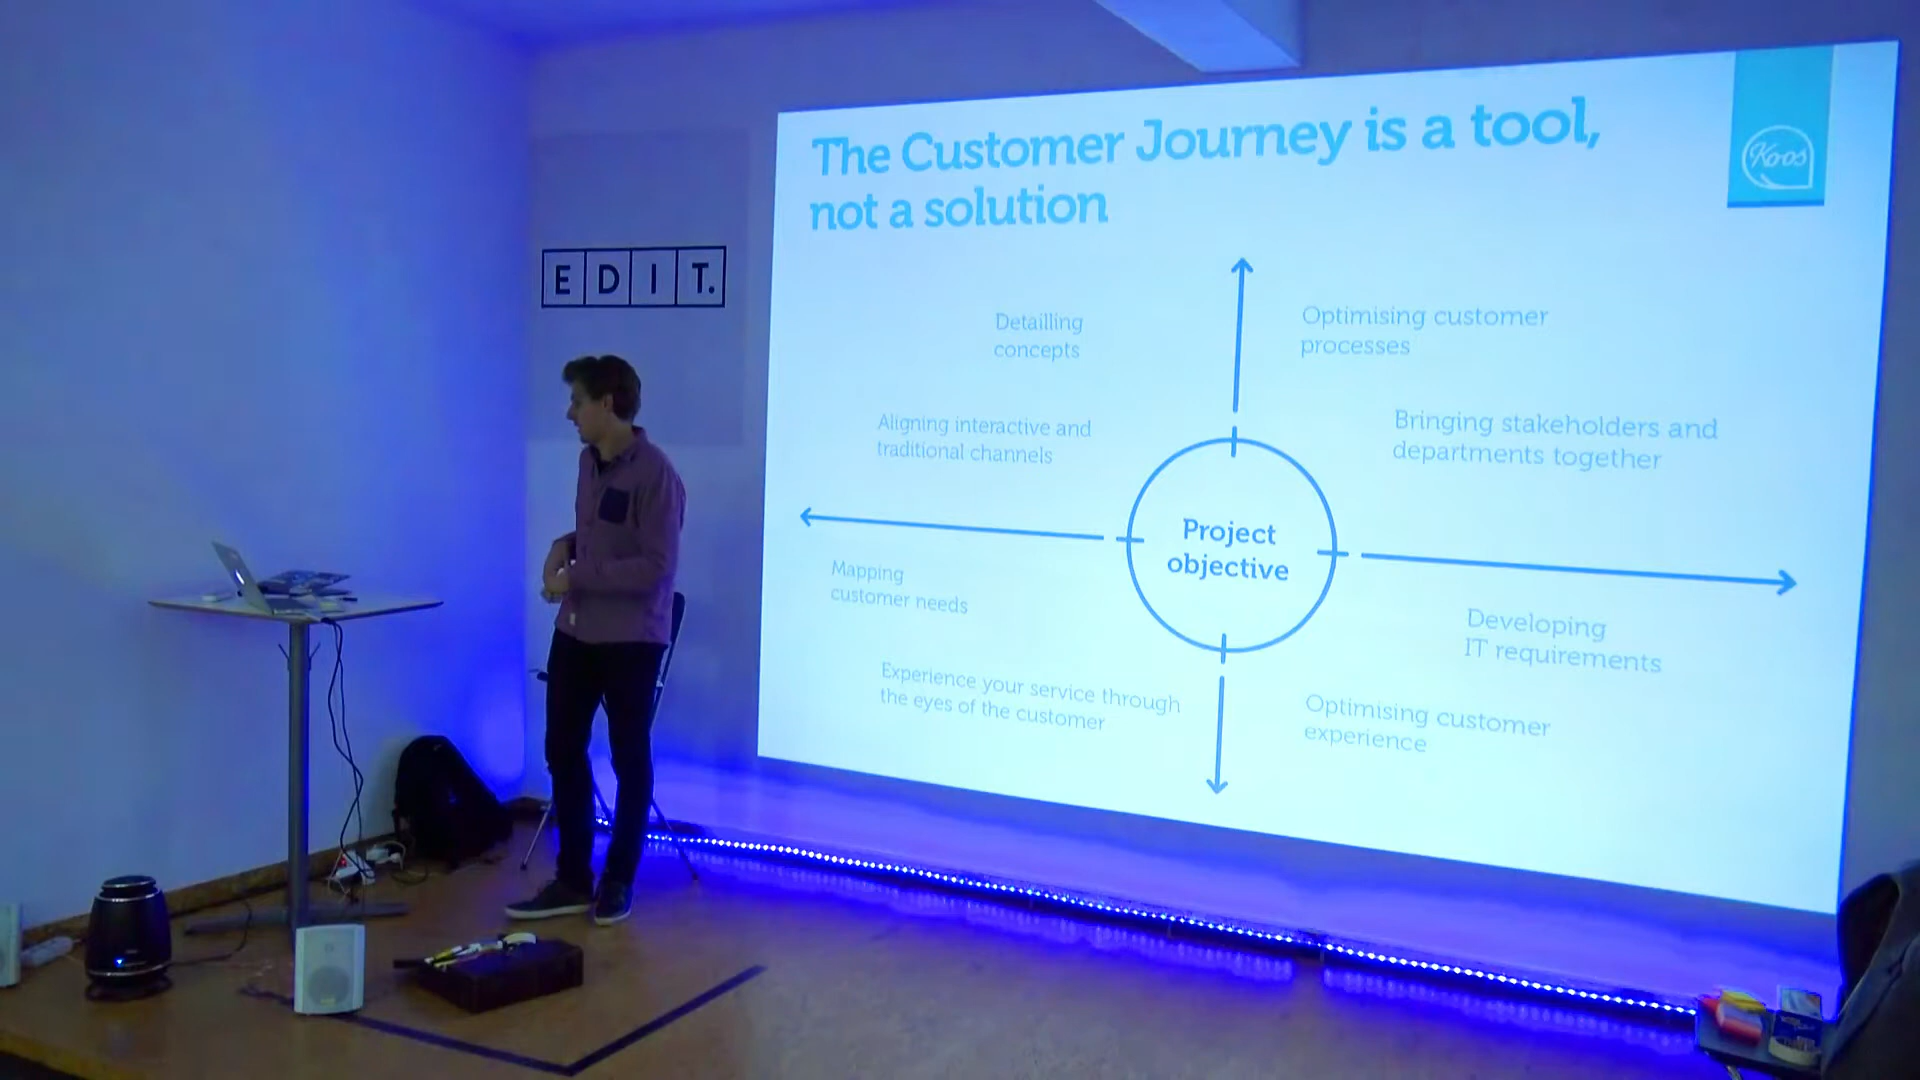 The Customer Journey is a tool,
not a solution
Koos
E D I T.
Detailling
concepts
Optimising customer
processes
Aligning interactive and
traditional channels
Bringing stakeholders and
departments together
Project
objective
Mapping
customer needs
Developing
IT requirements
Experience your service through
the eyes of the customer
Optimising customer
experience